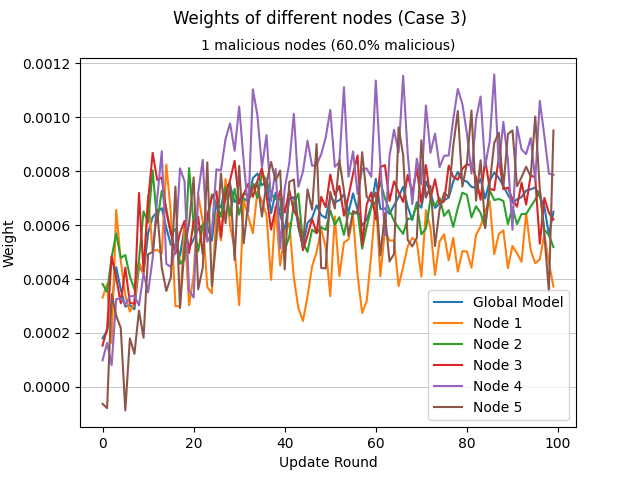 Weights of different nodes (Case 3)
1 malicious nodes (60.0% malicious)
0.0012
0.0010
0.0008
0.0006
0.0004
0.0002
0.0000
Weight
Global Model
Node 1
Node 2
Node 3
Node 4
Node 5
0
20
40
60
80
100
Update Round